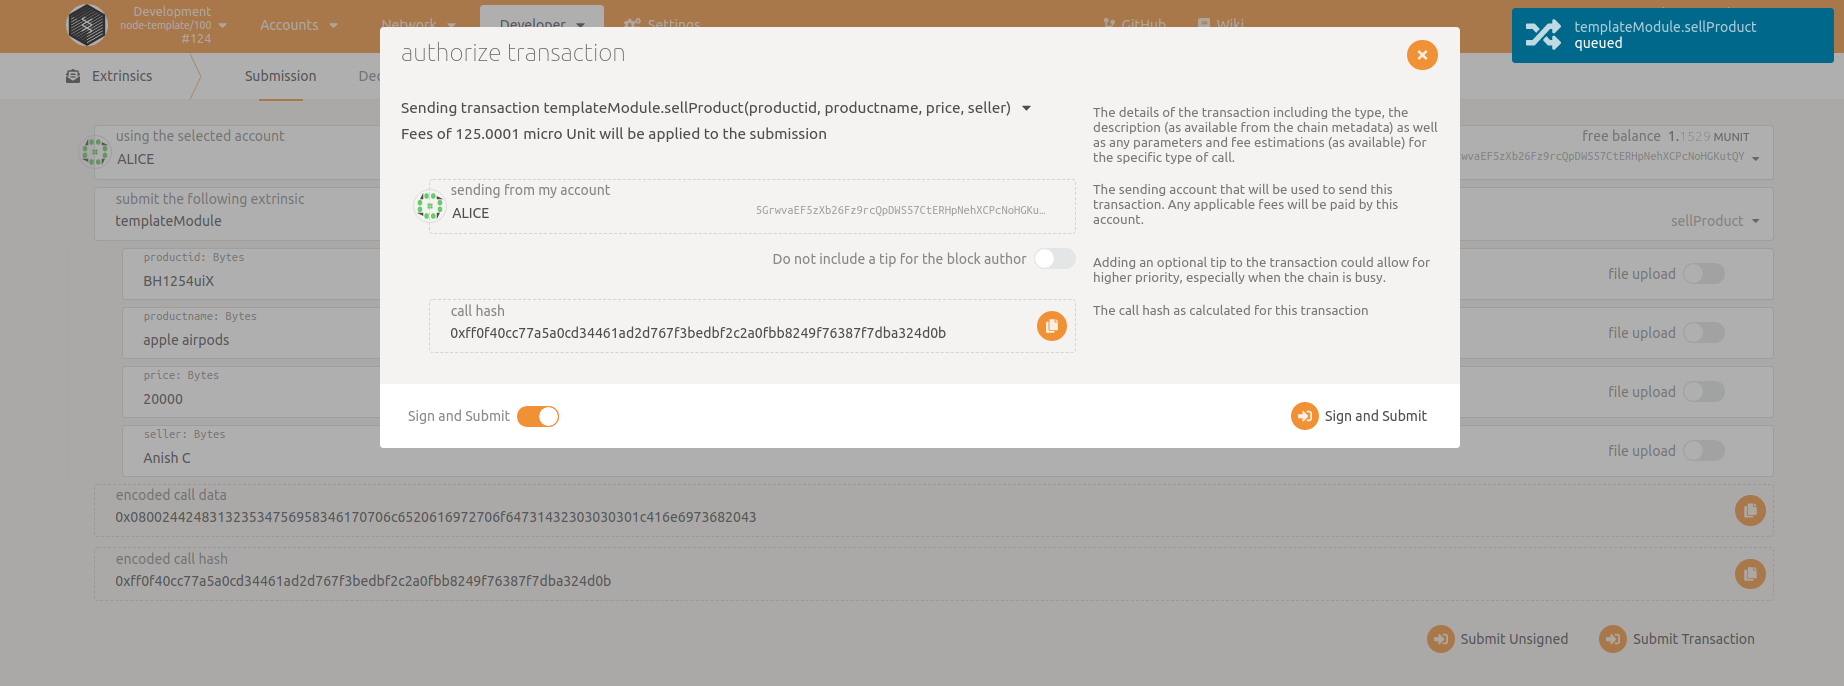 Development
node-template/100
#124
Accounts
Network
Developer
Settings
GitHub
Wiki
templateModule.sellProduct
queued
Extrinsics
Submission
authorize transaction
Sending transaction templateModule.sellProduct(productid, productname, price, seller)
Fees of 125.0001 micro Unit will be applied to the submission
The details of the transaction including the type, the
description (as available from the chain metadata) as well
as any parameters and fee estimations (as available) for
the specific type of call.
sending from my account
ALICE
5GrwvaEF5zXb26Fz9rcQpDWS57CtERHpNehXCPcNoHGKu...
The sending account that will be used to send this
transaction. Any applicable fees will be paid by this
account.
Do not include a tip for the block author
Adding an optional tip to the transaction could allow for
higher priority, especially when the chain is busy.
call hash
0xff0f40cc77a5a0cd34461ad2d767f3bedbf2c2a0fbb8249f76387f7dba324d0b
The call hash as calculated for this transaction
Sign and Submit
Sign and Submit
using the selected account
ALICE
free balance 1.1529 MUNIT
wvaEF5zXb26Fz9rcQpDWS57CtERHpNehXCPcNoHGKutQY
submit the following extrinsic
templateModule
sellProduct
productid: Bytes
BH1254uiX
file upload
productname: Bytes
apple airpods
file upload
price: Bytes
20000
file upload
seller: Bytes
Anish C
file upload
encoded call data
0x080024424831323534756958346170706c6520616972706f64731432303030301c416e6973682043
encoded call hash
0xff0f40cc77a5a0cd34461ad2d767f3bedbf2c2a0fbb8249f76387f7dba324d0b
Submit Unsigned
Submit Transaction